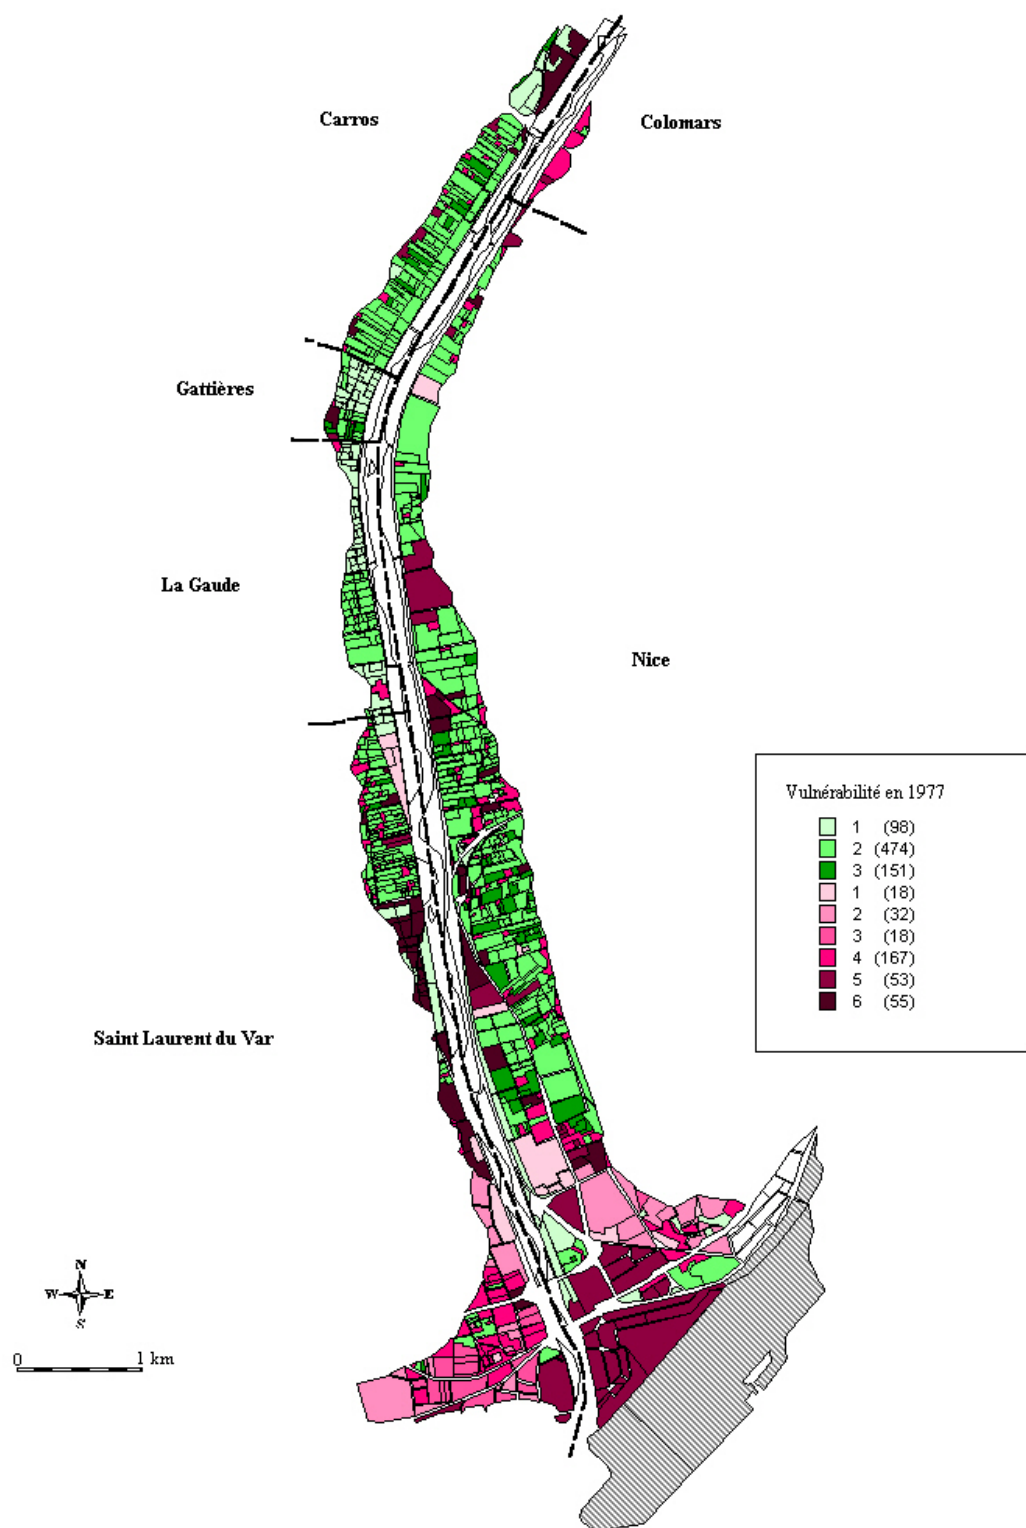 Carros
Colomars
Gattières
La Gaude
Nice
Vulnérabilité en 1977
1 (98)
2 (474)
3 (151)
1 (18)
2 (32)
3 (18)
4 (167)
5 (53)
6 (55)
Saint Laurent du Var
N
W E
S
0 1 km